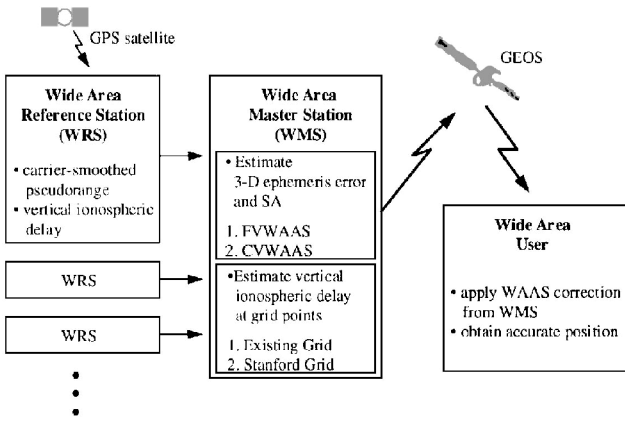 GPS satellite
Wide Area
Reference Station
(WRS)
• carrier-smoothed
pseudorange
• vertical ionospheric
delay
WRS
WRS
Wide Area
Master Station
(WMS)
• Estimate
3-D ephemeris error
and SA
1. FVWAAS
2. CVWAAS
•Estimate vertical
ionospheric delay
at grid points
1. Existing Grid
2. Stanford Grid
GEOS
Wide Area
User
• apply WAAS correction
from WMS
• obtain accurate position